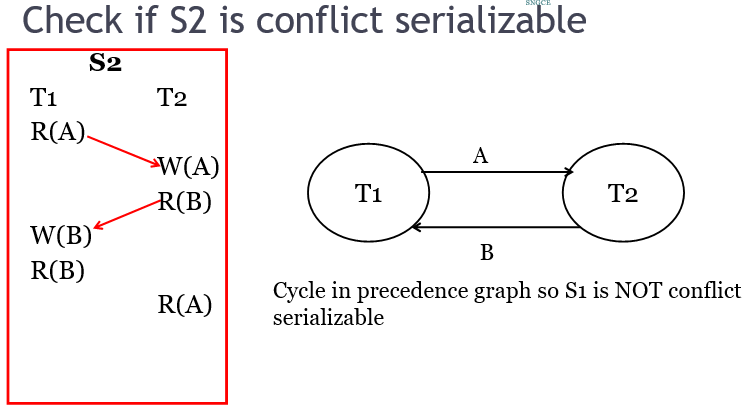 SNQCE
Check if S2 is conflict serializable
S2
T1 T2
R(A)
W(A)
R(B)
W(B)
R(B)
R(A)
A
T1 T2
B
Cycle in precedence graph so S1 is NOT conflict
serializable